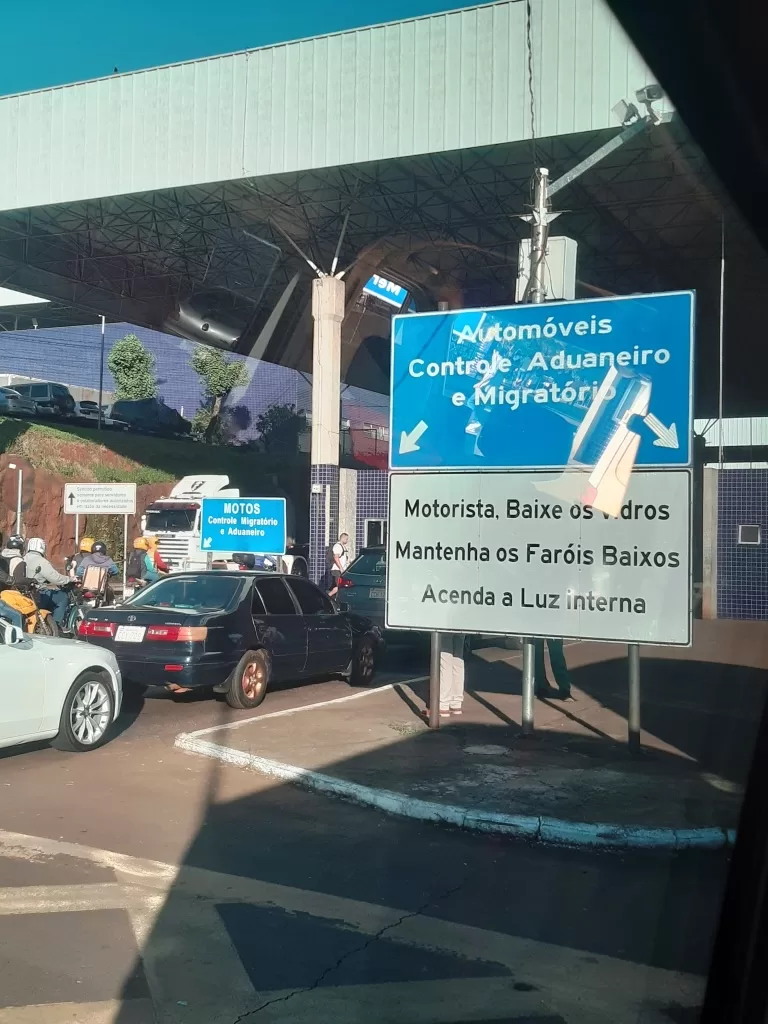 19M
Automóveis
Controle Aduaneiro
e Migratório
Motorista, Baixe os Vidros
Mantenha os Faróis Baixos
Acenda a Luz interna
MOTOS
Controle Migratório
e Aduaneiro